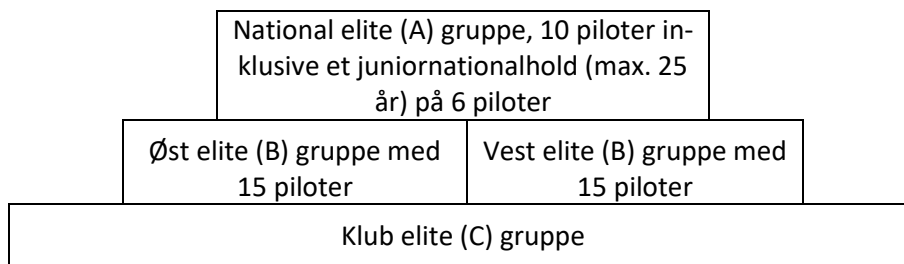 National elite (A) gruppe, 10 piloter in-
klusive et juniornationalhold (max. 25
år) på 6 piloter
Øst elite (B) gruppe med
15 piloter
Vest elite (B) gruppe med
15 piloter
Klub elite (C) gruppe